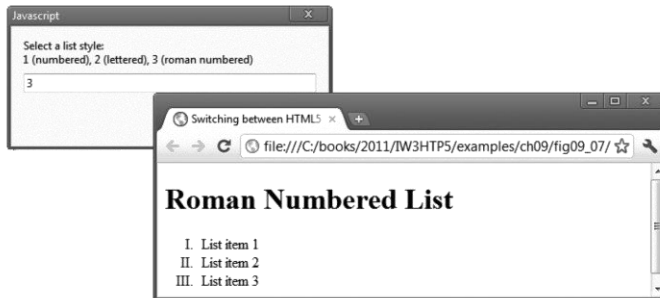 Javascript
Select a list style:
1 (numbered), 2 (lettered), 3 (roman numbered)
3
Switching between HTML5
file:///C:/books/2011/IW3HTP5/examples/ch09/fig09_07/
Roman Numbered List
I. List item 1
II. List item 2
III. List item 3